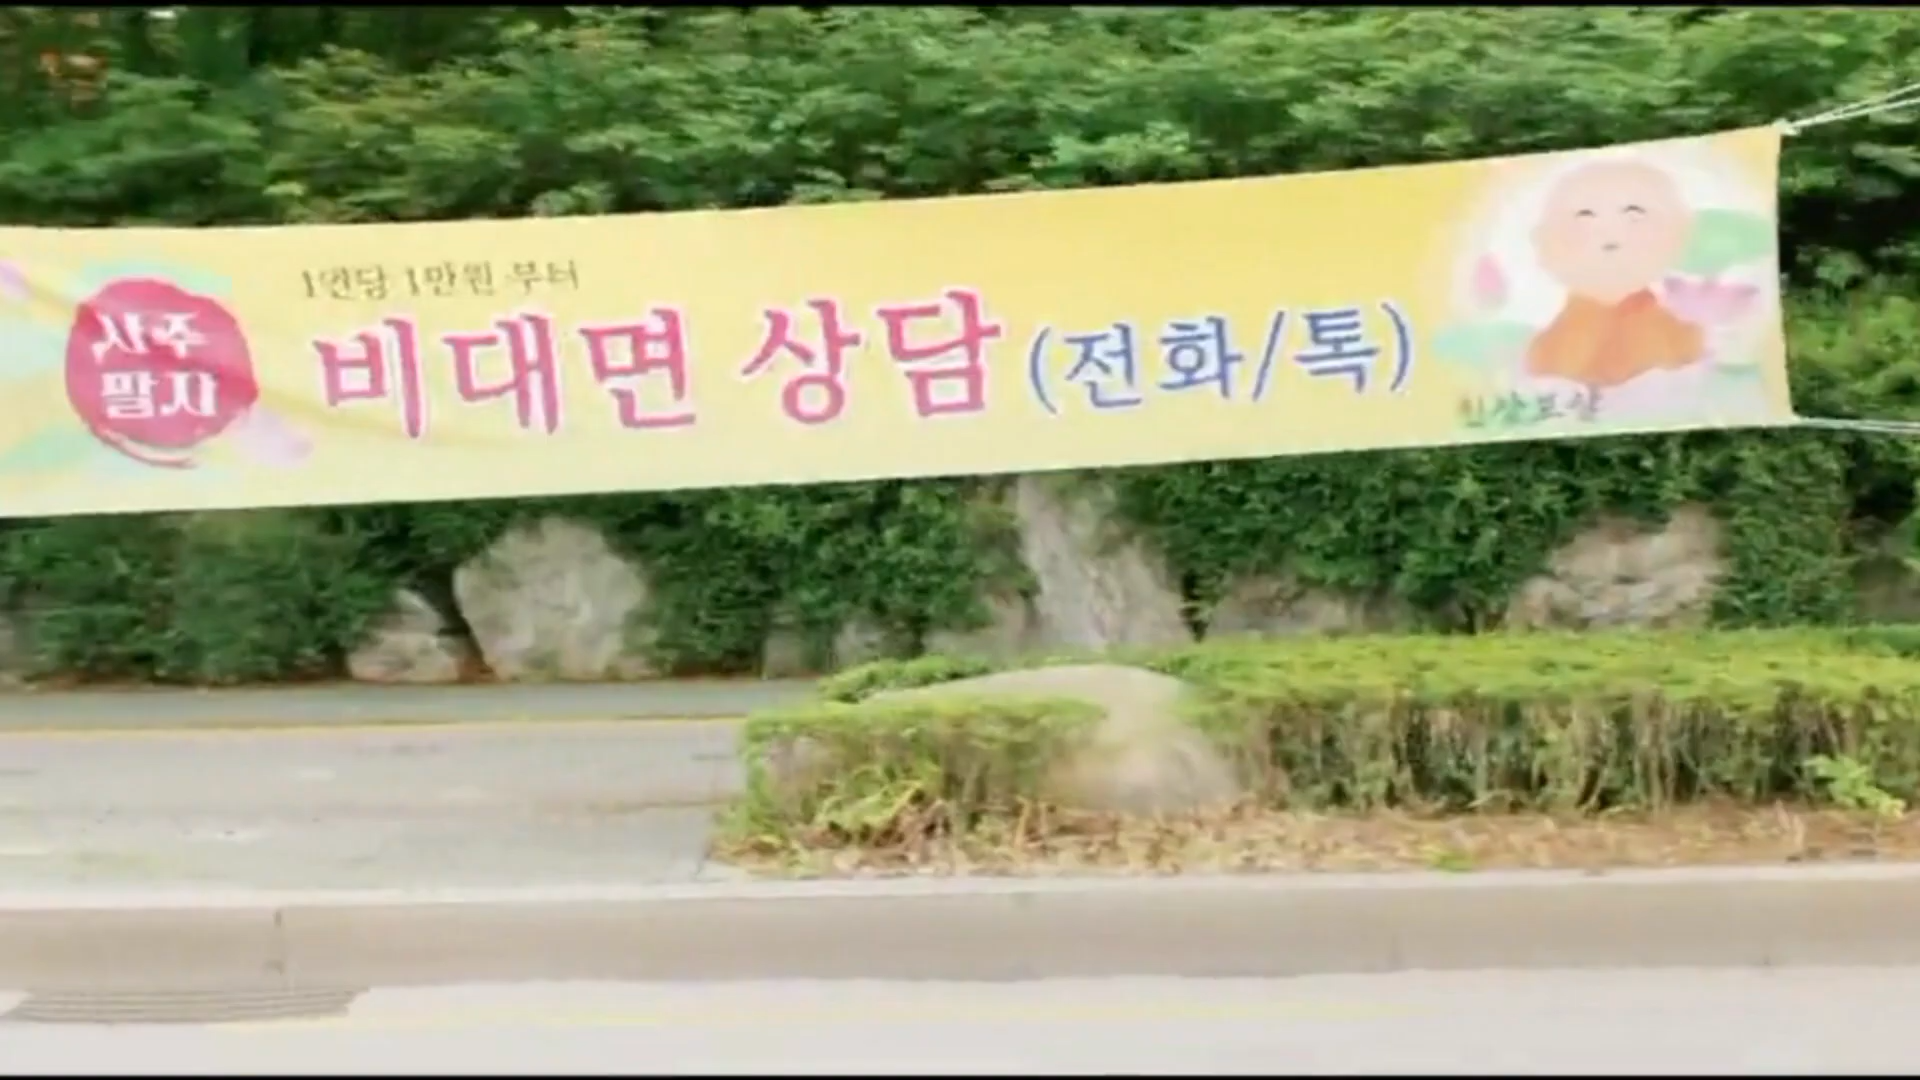 사주
팔자
1인당 1만원 부터
비대면 상담 (전화/톡)